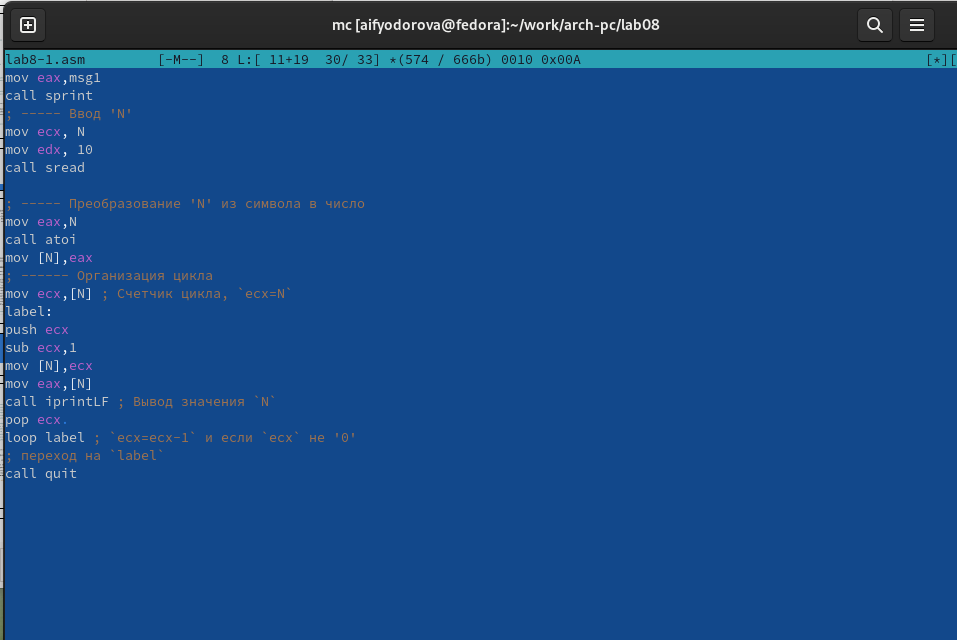 mc [aifyodorova@fedora]:~/work/arch-pc/lab08
lab8-1.asm [-M--] 8 L:[ 11+19 30/ 33] *(574 / 666b) 0010 0x00A [*][
mov eax,msg1
call sprint
; ----- Ввод 'N'
mov ecx, N
mov edx, 10
call sread
; ----- Преобразование 'N' из символа в число
mov eax,N
call atoi
mov [N],eax
; ------ Организация цикла
mov ecx,[N] ; Счетчик цикла, `ecx=N`
label:
push ecx
sub ecx,1
mov [N],ecx
mov eax,[N]
call iprintLF ; Вывод значения `N`
pop ecx.
loop label ; `ecx=ecx-1` и если `ecx` не '0'
; переход на `label`
call quit